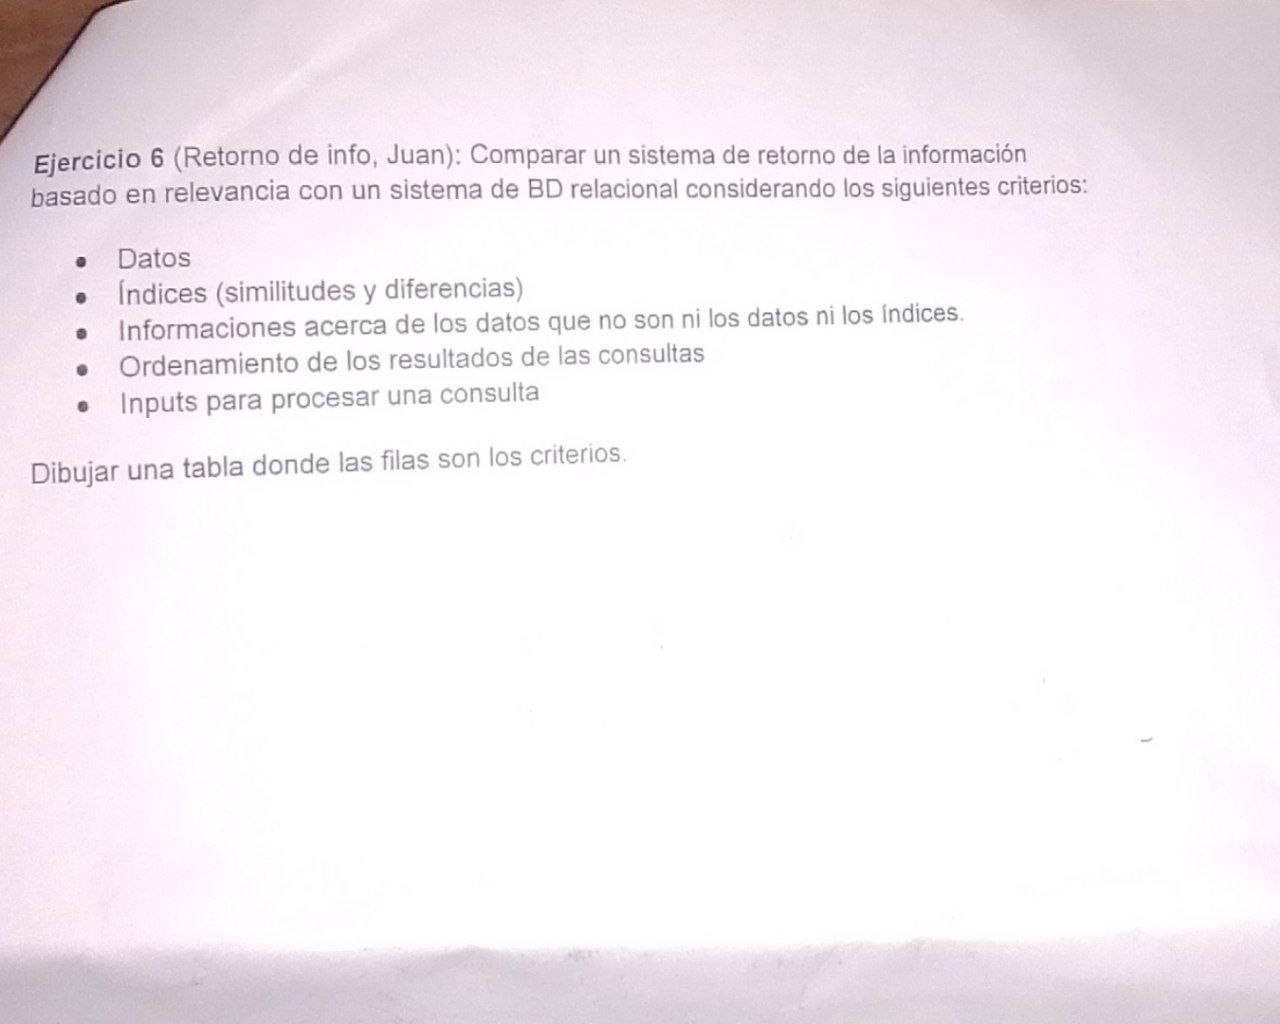 Ejercicio 6 (Retorno de info, Juan): Comparar un sistema de retorno de la información
basado en relevancia con un sistema de BD relacional considerando los siguientes criterios:
• Datos
• Índices (similitudes y diferencias)
• Informaciones acerca de los datos que no son ni los datos ni los índices.
• Ordenamiento de los resultados de las consultas
• Inputs para procesar una consulta
Dibujar una tabla donde las filas son los criterios.